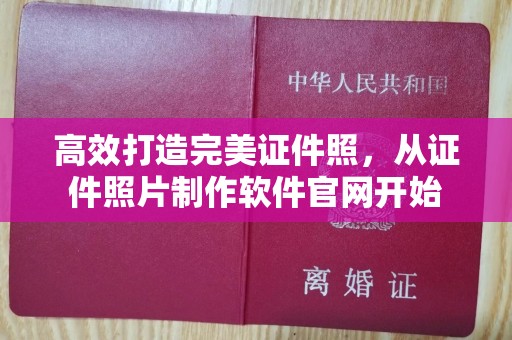 中华人民共和国
高效打造完美证件照，从证
件照片制作软件官网开始
离婚证